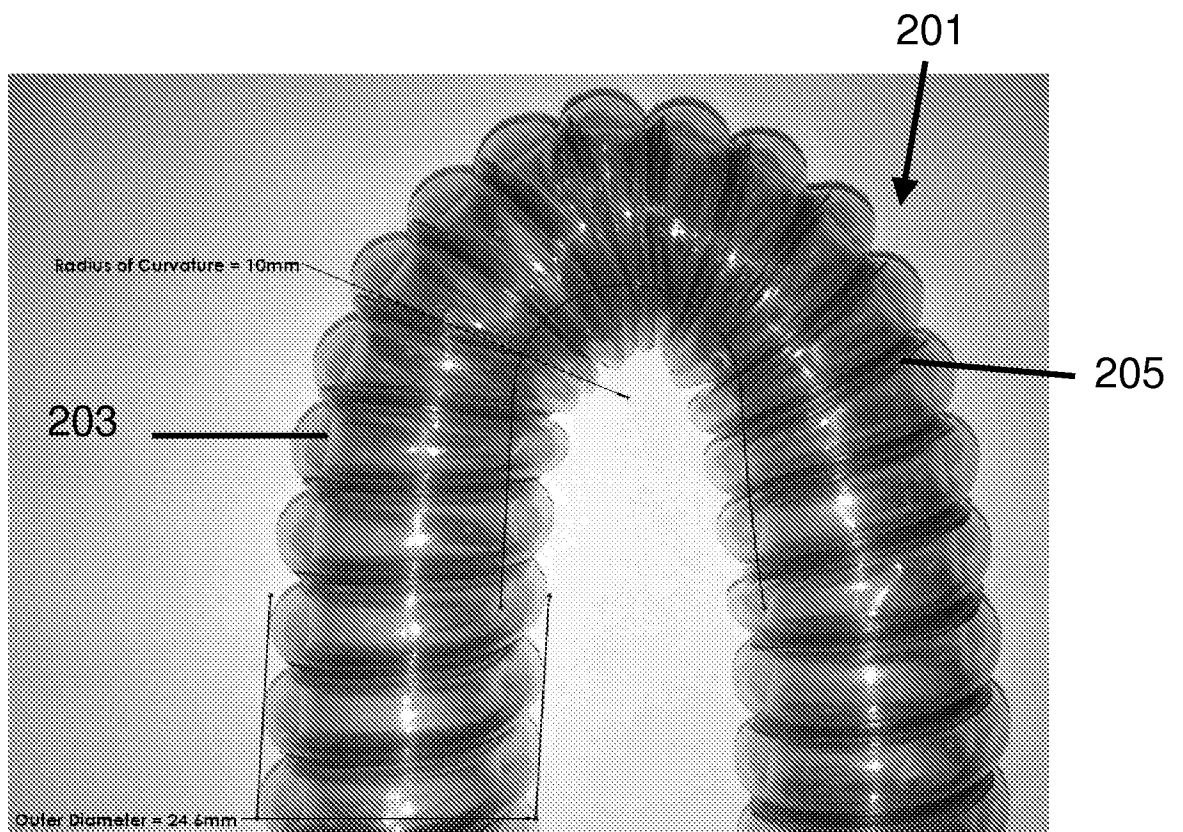 201
Radius of Curvature = 10mm
205
203
Outer Diameter = 24.6mm